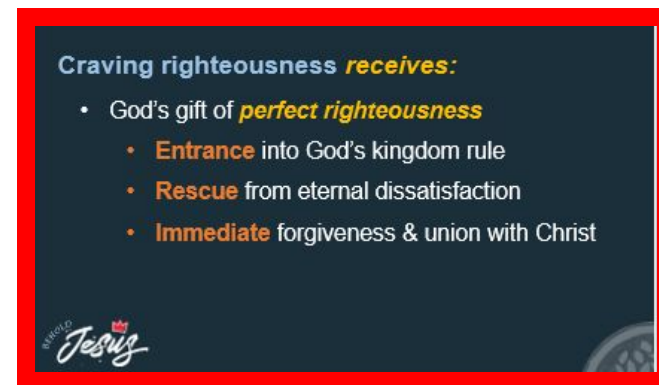 Craving righteousness receives:
• God's gift of perfect righteousness
• Entrance into God's kingdom rule
• Rescue from eternal dissatisfaction
• Immediate forgiveness & union with Christ
BEHOLD
Jesus